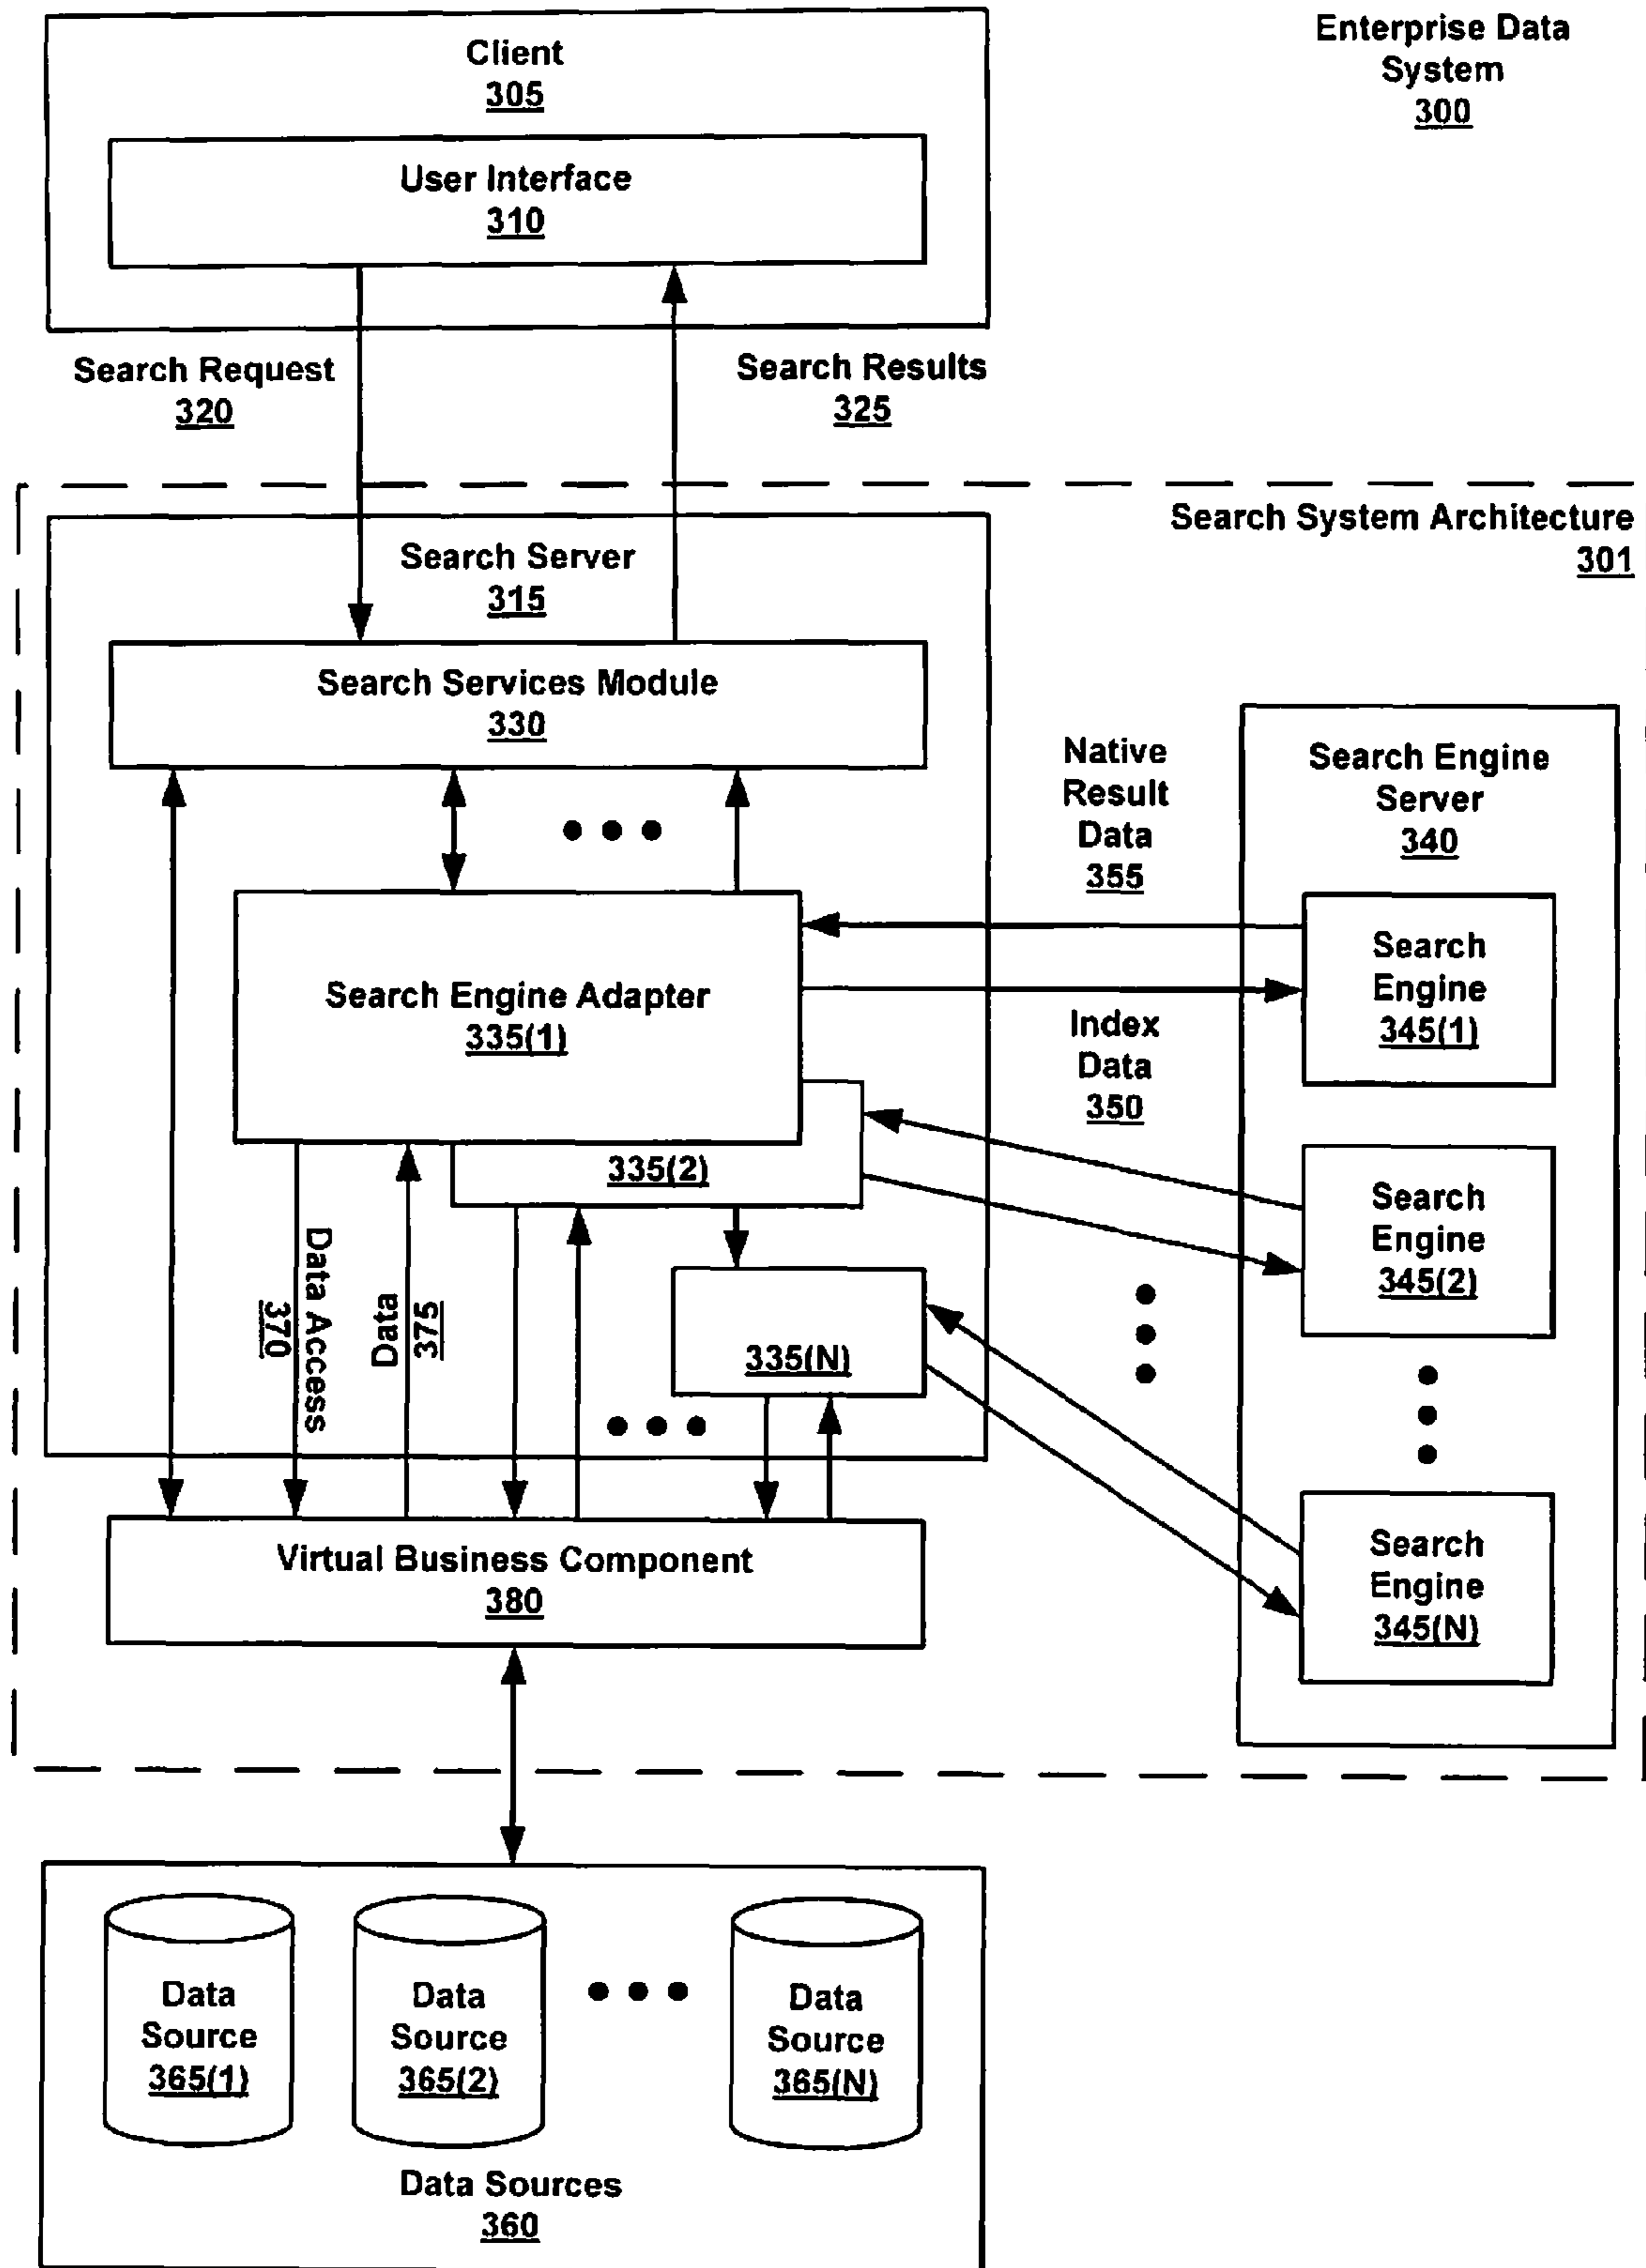 Enterprise Data
System
300
Client
305
User Interface
310
Search Request
320
Search Results
325
Search System Architecture
301
Search Server
315
Search Services Module
330
Native
Result
Data
355
Search Engine
Server
340
Search Engine Adapter
335(1)
Index
Data
350
Search
Engine
345(1)
335(2)
Search
Engine
345(2)
Data Access
370
Data
375
335(N)
Search
Engine
345(N)
Virtual Business Component
380
Data
Source
365(1)
Data
Source
365(2)
Data
Source
365(N)
Data Sources
360